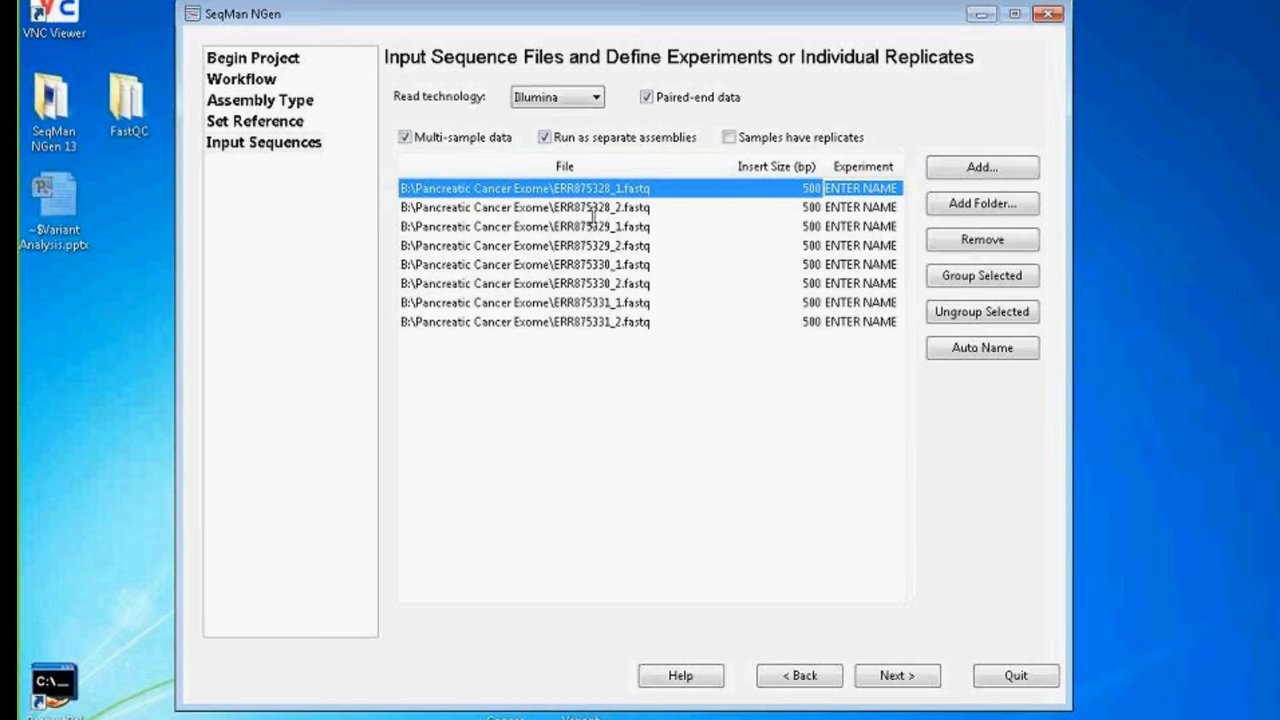 VNC Viewer
SeqMan
NGen 13
FastQC
~$Variant
Analysis.pptx
C:\_
SeqMan NGen
Begin Project
Workflow
Assembly Type
Set Reference
Input Sequences
Input Sequence Files and Define Experiments or Individual Replicates
Read technology: Illumina Paired-end data
Multi-sample data Run as separate assemblies Samples have replicates
File Insert Size (bp) Experiment
B:\Pancreatic Cancer Exome\ERR875328_1.fastq 500 ENTER NAME
B:\Pancreatic Cancer Exome\ERR875328_2.fastq 500 ENTER NAME
B:\Pancreatic Cancer Exome\ERR875329_1.fastq 500 ENTER NAME
B:\Pancreatic Cancer Exome\ERR875329_2.fastq 500 ENTER NAME
B:\Pancreatic Cancer Exome\ERR875330_1.fastq 500 ENTER NAME
B:\Pancreatic Cancer Exome\ERR875330_2.fastq 500 ENTER NAME
B:\Pancreatic Cancer Exome\ERR875331_1.fastq 500 ENTER NAME
B:\Pancreatic Cancer Exome\ERR875331_2.fastq 500 ENTER NAME
Add...
Add Folder...
Remove
Group Selected
Ungroup Selected
Auto Name
Help < Back Next > Quit